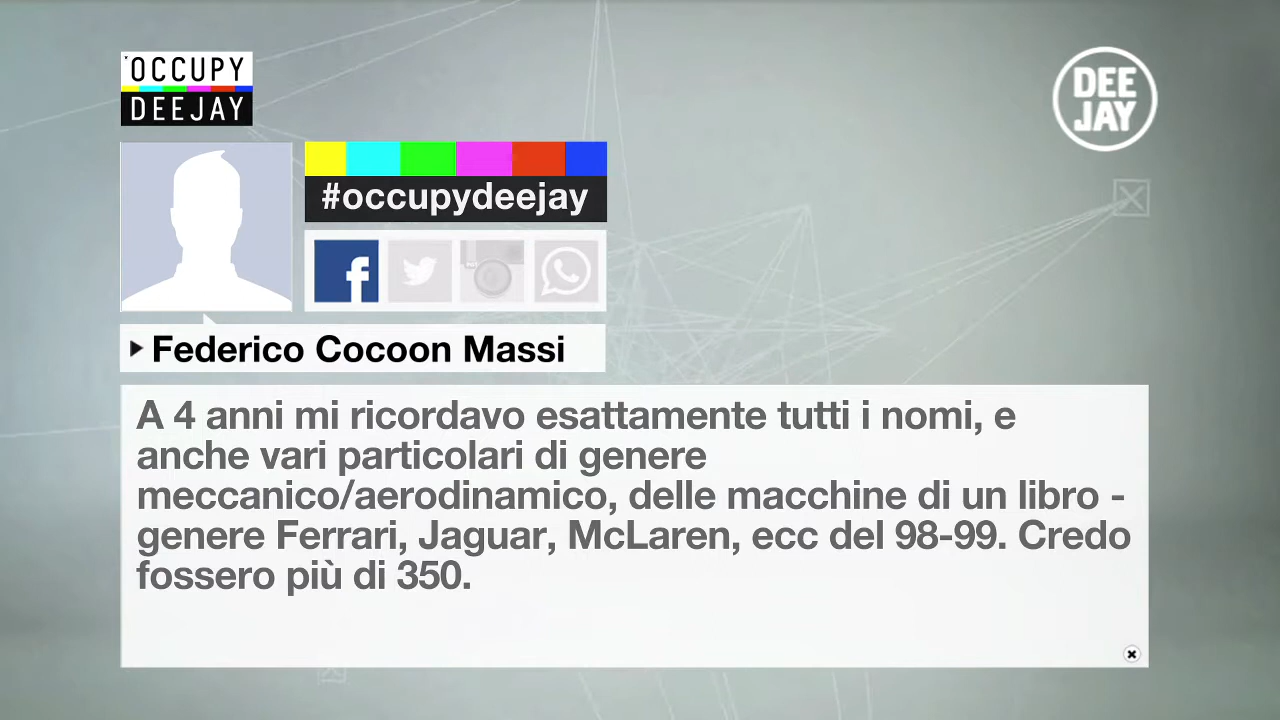 OCCUPY
DEEJAY
DEE
JAY
#occupydeejay
f
Federico Cocoon Massi
A 4 anni mi ricordavo esattamente tutti i nomi, e
anche vari particolari di genere
meccanico/aerodinamico, delle macchine di un libro -
genere Ferrari, Jaguar, McLaren, ecc del 98-99. Credo
fossero più di 350.